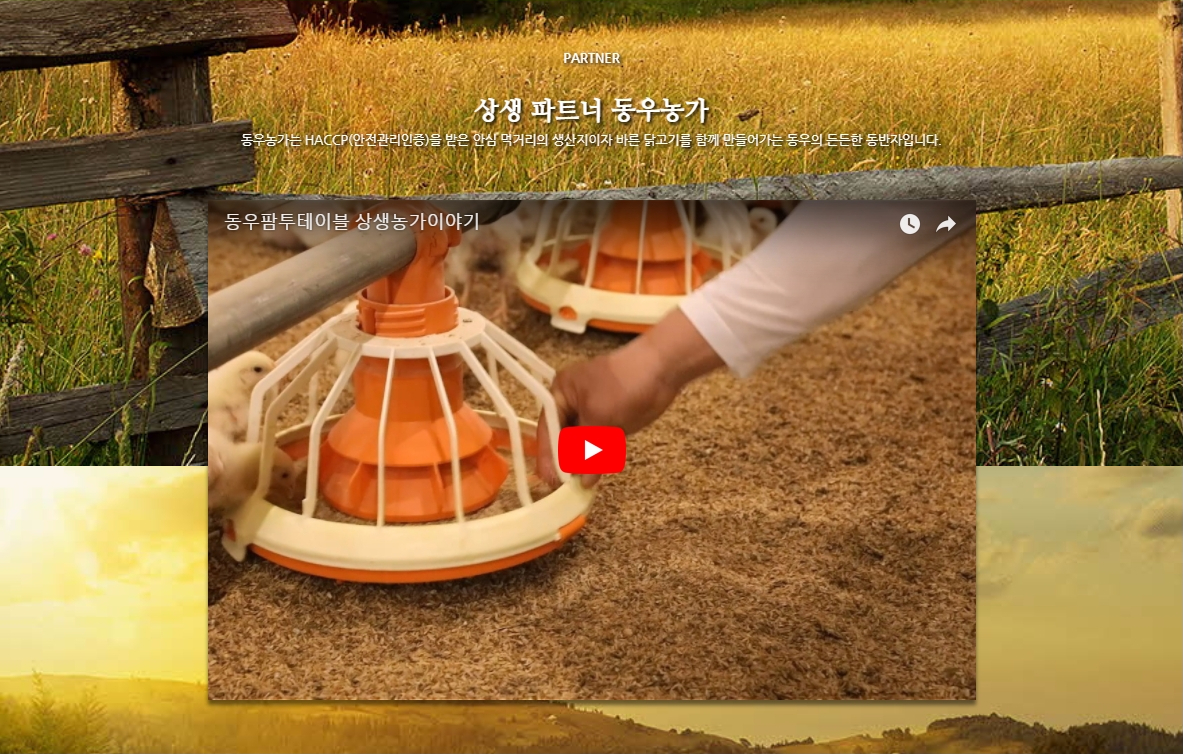 PARTNER
상생 파트너 동우농가
동우농가는 HACCP(안전관리인증)을 받은 안심 먹거리의 생산지이자 바른 닭고기를 함께 만들어가는 동우의 든든한 동반자입니다.
동우팜투테이블 상생농가이야기